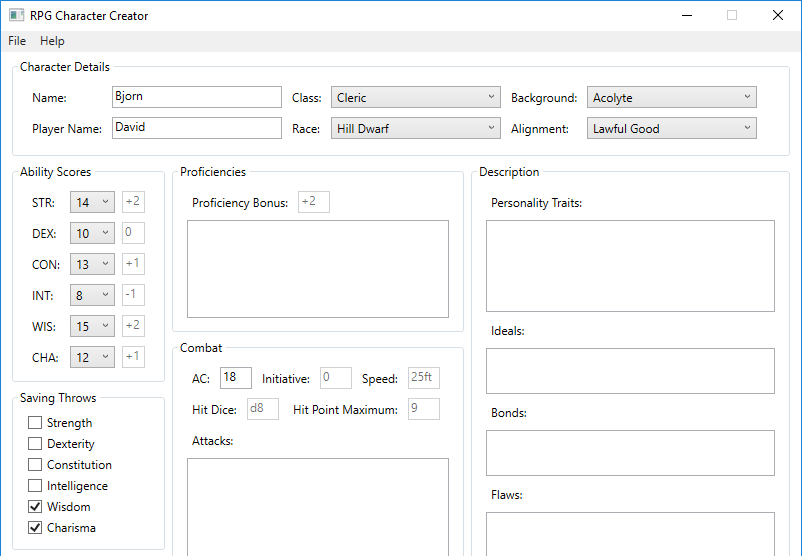 RPG Character Creator
File Help
Character Details
Name: Bjorn Class: Cleric Background: Acolyte
Player Name: David Race: Hill Dwarf Alignment: Lawful Good
Ability Scores
STR: 14 +2
DEX: 10 0
CON: 13 +1
INT: 8 -1
WIS: 15 +2
CHA: 12 +1
Saving Throws
Strength
Dexterity
Constitution
Intelligence
Wisdom
Charisma
Proficiencies
Proficiency Bonus: +2
Combat
AC: 18 Initiative: 0 Speed: 25ft
Hit Dice: d8 Hit Point Maximum: 9
Attacks:
Description
Personality Traits:
Ideals:
Bonds:
Flaws: